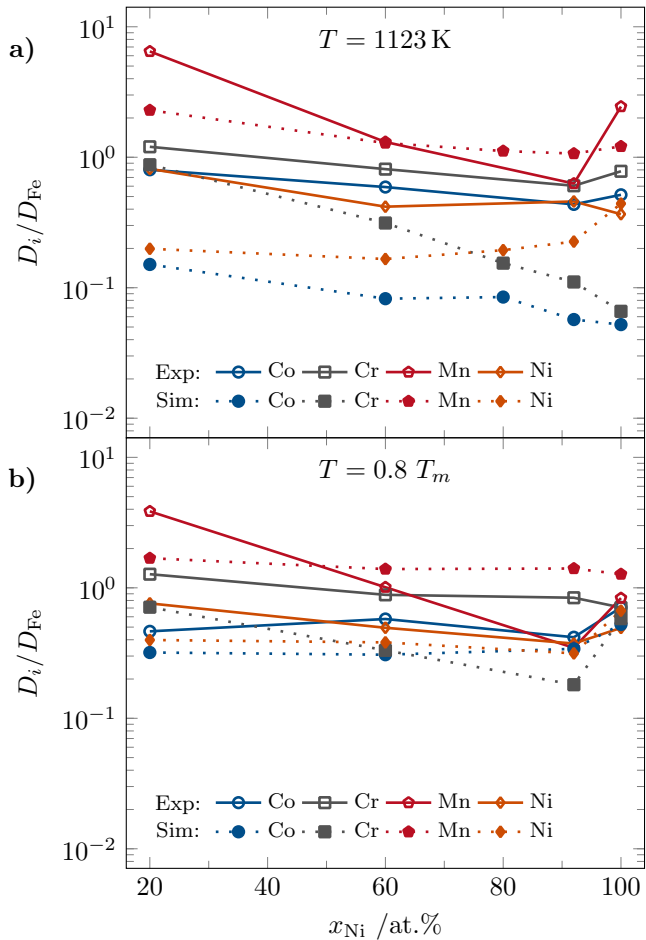 a)
T = 1123 K
10^1
10^0
10^−1
10^−2
D_i/D_Fe
Exp: Co Cr Mn Ni
Sim: Co Cr Mn Ni
b)
T = 0.8 T_m
10^1
10^0
10^−1
10^−2
D_i/D_Fe
Exp: Co Cr Mn Ni
Sim: Co Cr Mn Ni
20 40 60 80 100
x_Ni /at.%